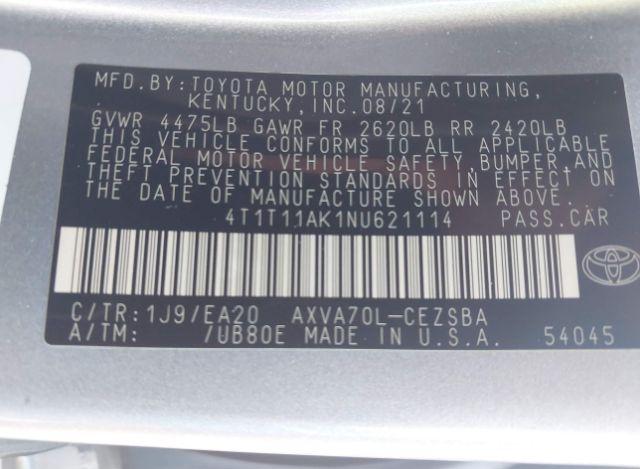 MFD.BY:TOYOTA MOTOR MANUFACTURING,
KENTUCKY,INC.08/21
GVWR 4475LB GAWR FR 2620LB RR 2420LB
THIS VEHICLE CONFORMS TO ALL APPLICABLE
FEDERAL MOTOR VEHICLE SAFETY,BUMPER,AND
THEFT PREVENTION STANDARDS IN EFFECT ON
THE DATE OF MANUFACTURE SHOWN ABOVE.
4T1T11AK1NU621114 PASS.CAR
C/TR:1J9/EA20 AXVA70L-CEZSBA
A/TM: /UB80E MADE IN U.S.A. 54045